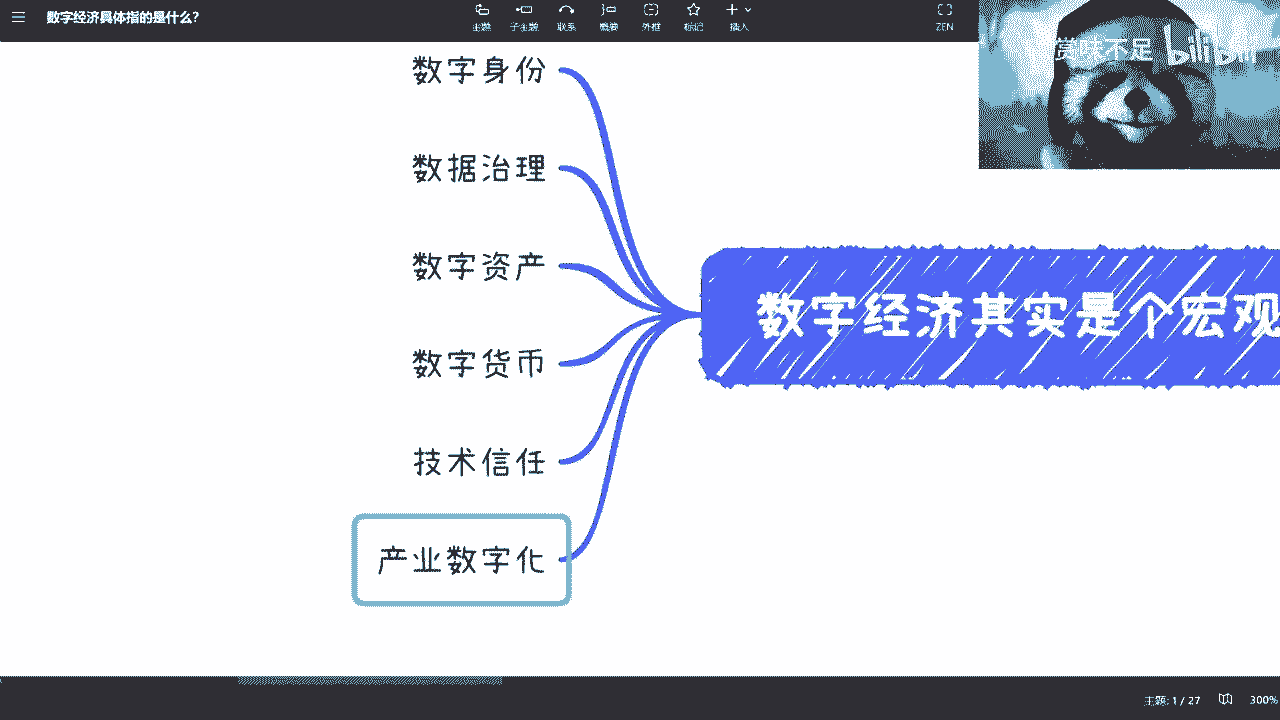 数字经济具体指的是什么?
主题 子主题 联系 概要 外框 标记 插入 ZEN
赏味不足 bilibili
数字身份
数据治理
数字资产
数字货币
技术信任
产业数字化
数字经济其实是个宏观
主题: 1 / 27
300%